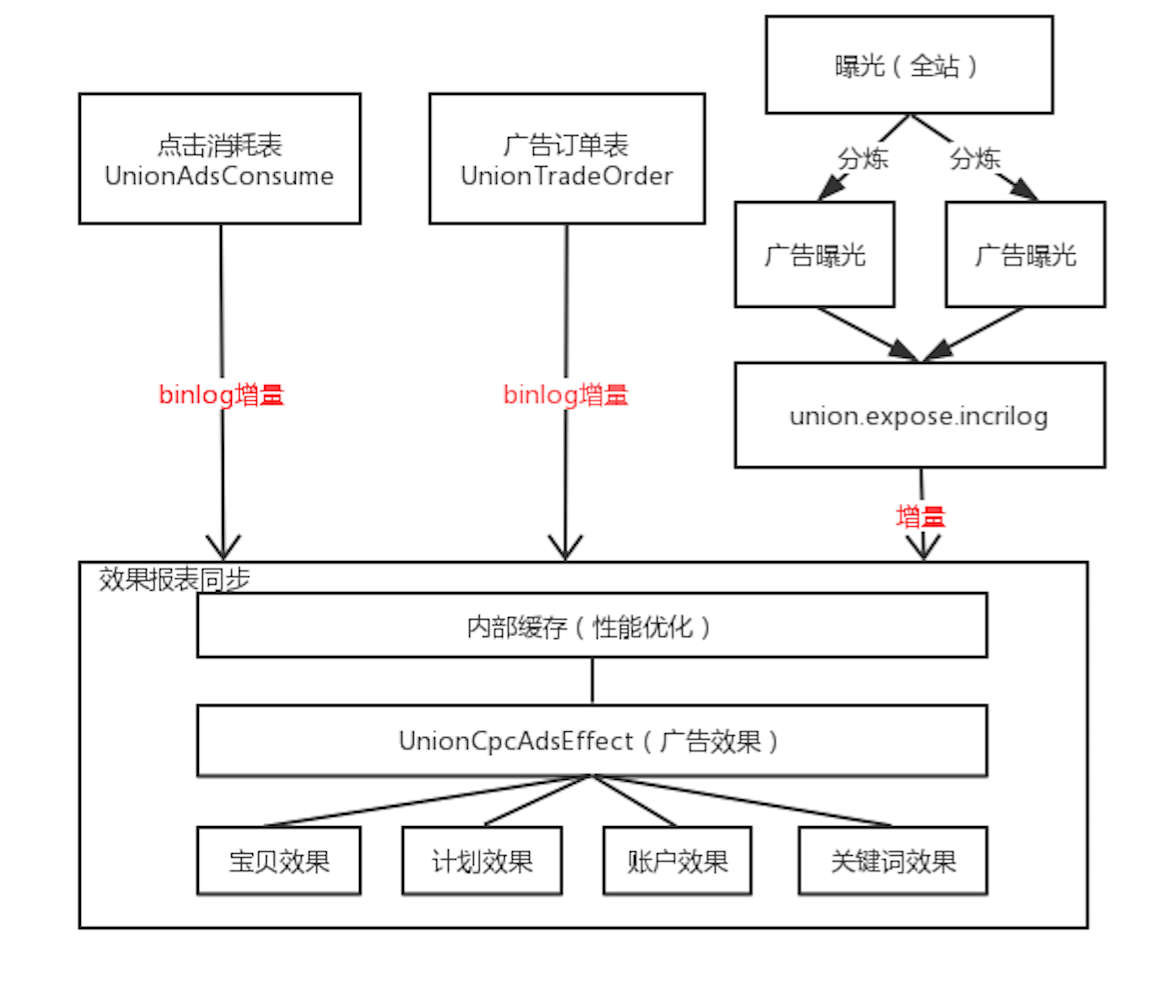 曝光（全站）
点击消耗表
UnionAdsConsume
广告订单表
UnionTradeOrder
分炼
分炼
广告曝光
广告曝光
binlog增量
binlog增量
union.expose.incrilog
增量
效果报表同步
内部缓存（性能优化）
UnionCpcAdsEffect（广告效果）
宝贝效果
计划效果
账户效果
关键词效果